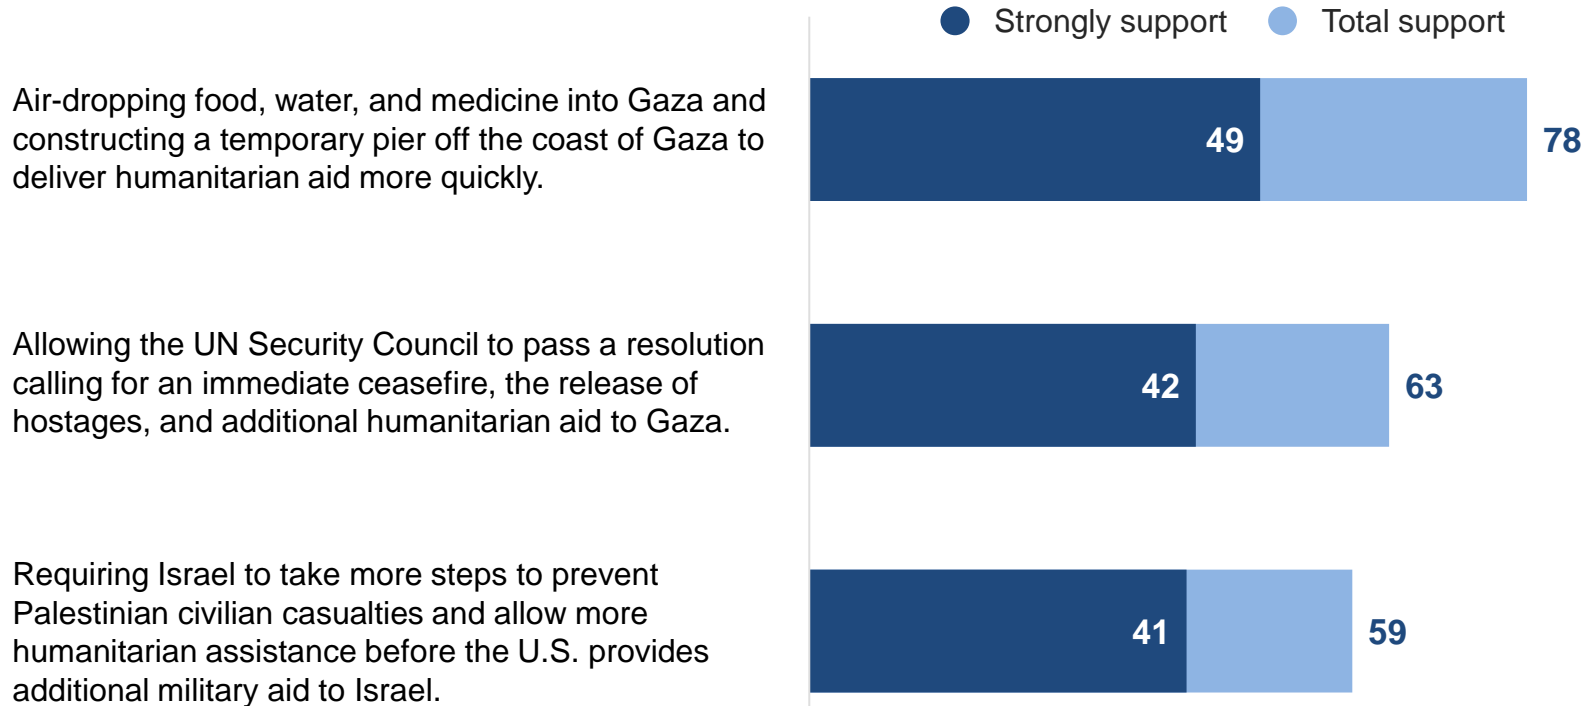 Strongly support
Total support
Air-dropping food, water, and medicine into Gaza and
constructing a temporary pier off the coast of Gaza to
deliver humanitarian aid more quickly.
49
78
Allowing the UN Security Council to pass a resolution
calling for an immediate ceasefire, the release of
hostages, and additional humanitarian aid to Gaza.
42
63
Requiring Israel to take more steps to prevent
Palestinian civilian casualties and allow more
humanitarian assistance before the U.S. provides
additional military aid to Israel.
41
59